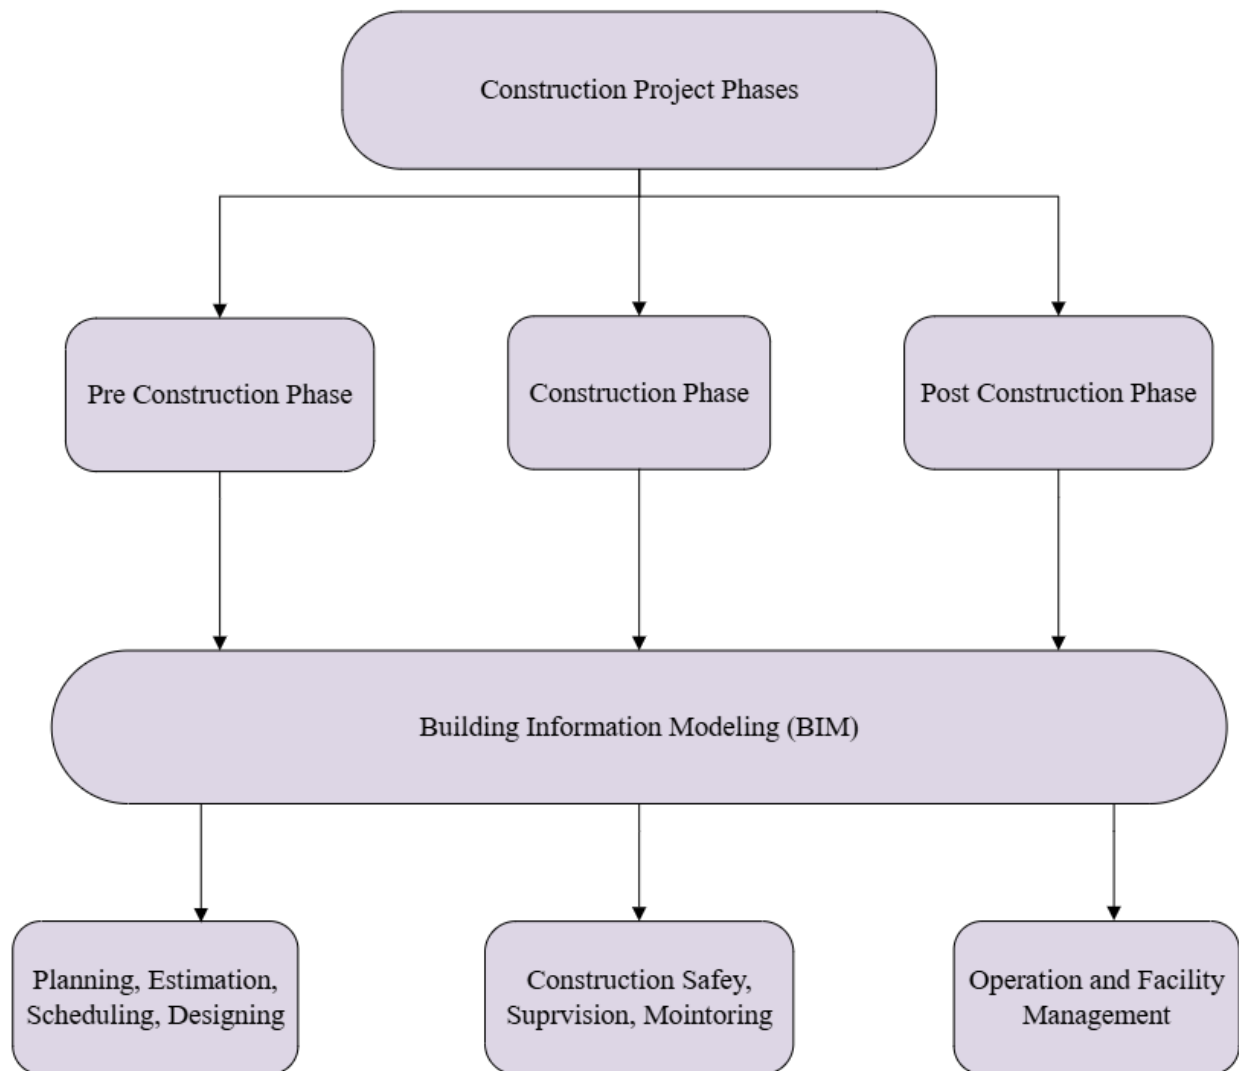 Construction Project Phases
Pre Construction Phase
Construction Phase
Post Construction Phase
Building Information Modeling (BIM)
Planning, Estimation,
Scheduling, Designing
Construction Safey,
Suprvision, Mointoring
Operation and Facility
Management